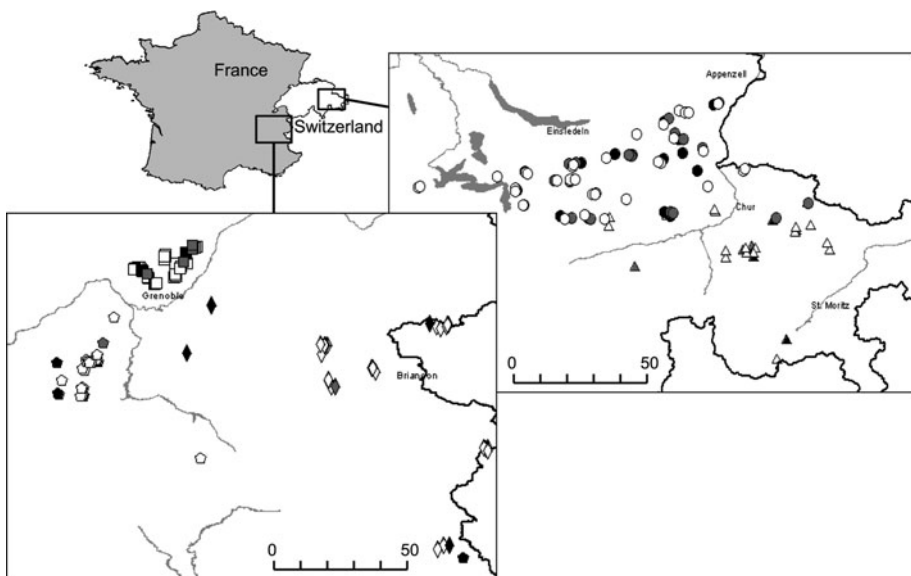 France
Switzerland
Appenzell
Einsiedeln
Chur
St. Moritz
0 50
Grenoble
Briançon
0 50